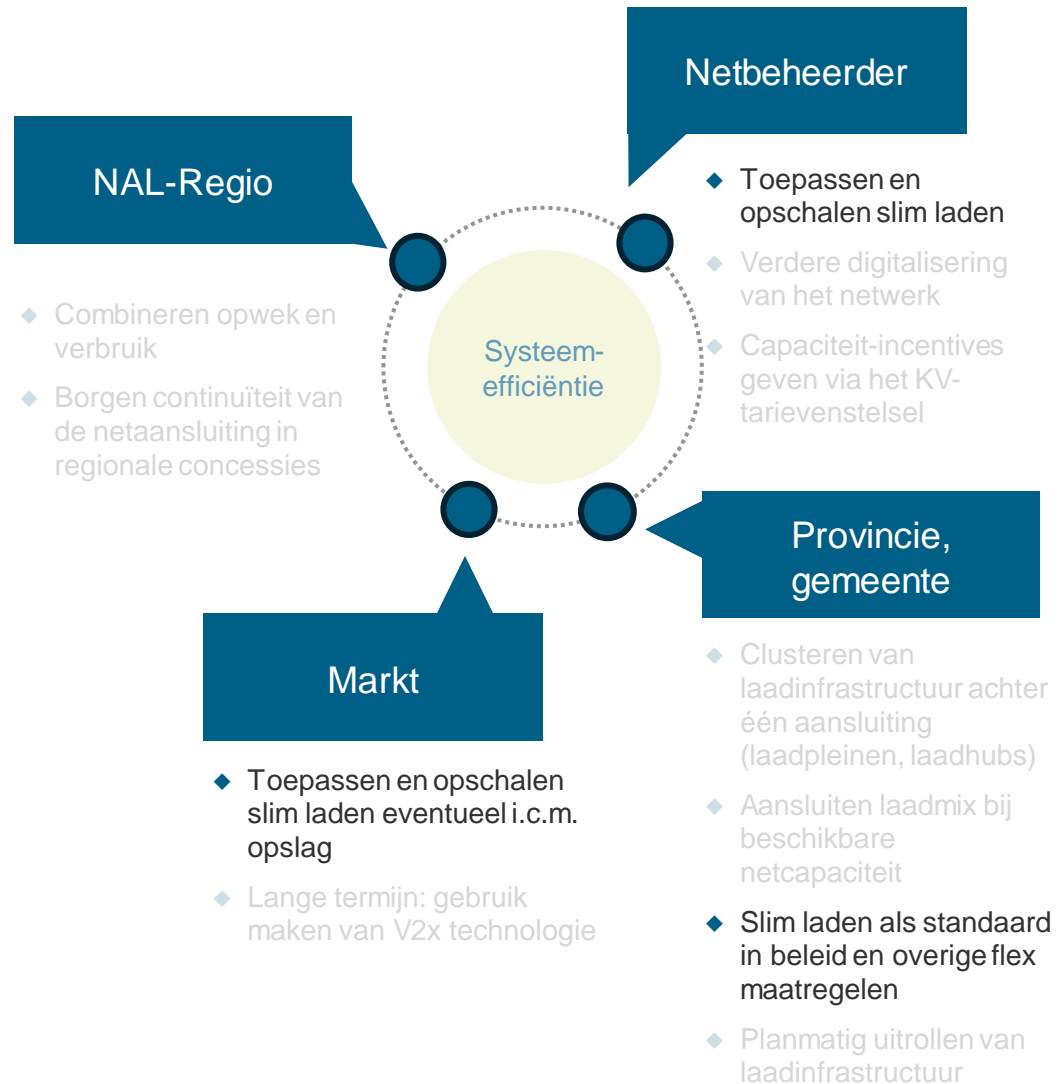 Netbeheerder
Toepassen en
opschalen slim laden
Verdere digitalisering
van het netwerk
Capaciteit-incentives
geven via het KV-
tarievenstelsel
NAL-Regio
Combineren opwek en
verbruik
Borgen continuïteit van
de netaansluiting in
regionale concessies
Systeem-
efficiëntie
Provincie,
gemeente
Clusteren van
laadinfrastructuur achter
één aansluiting
(laadpleinen, laadhubs)
Aansluiten laadmix bij
beschikbare
netcapaciteit
Slim laden als standaard
in beleid en overige flex
maatregelen
Planmatig uitrollen van
laadinfrastructuur
Markt
Toepassen en opschalen
slim laden eventueel i.c.m.
opslag
Lange termijn: gebruik
maken van V2x technologie